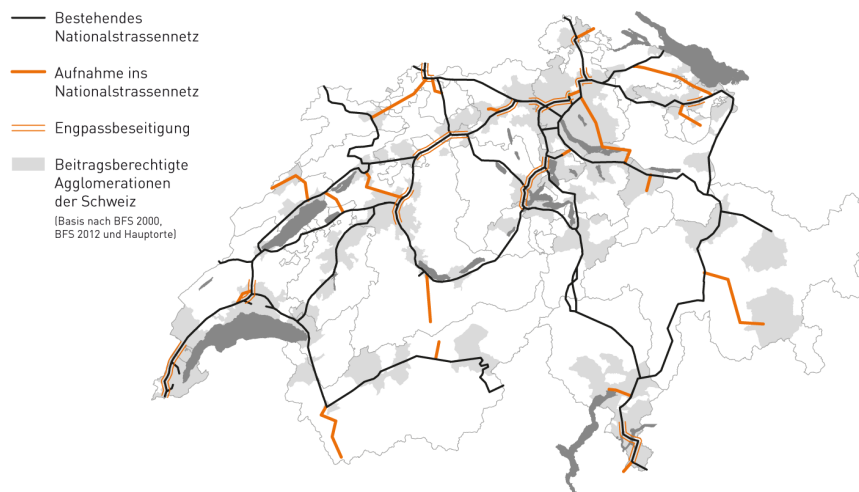 Bestehendes
Nationalstrassennetz
Aufnahme ins
Nationalstrassennetz
Engpassbeseitigung
Beitragsberechtigte
Agglomerationen
der Schweiz
(Basis nach BFS 2000,
BFS 2012 und Hauptorte)